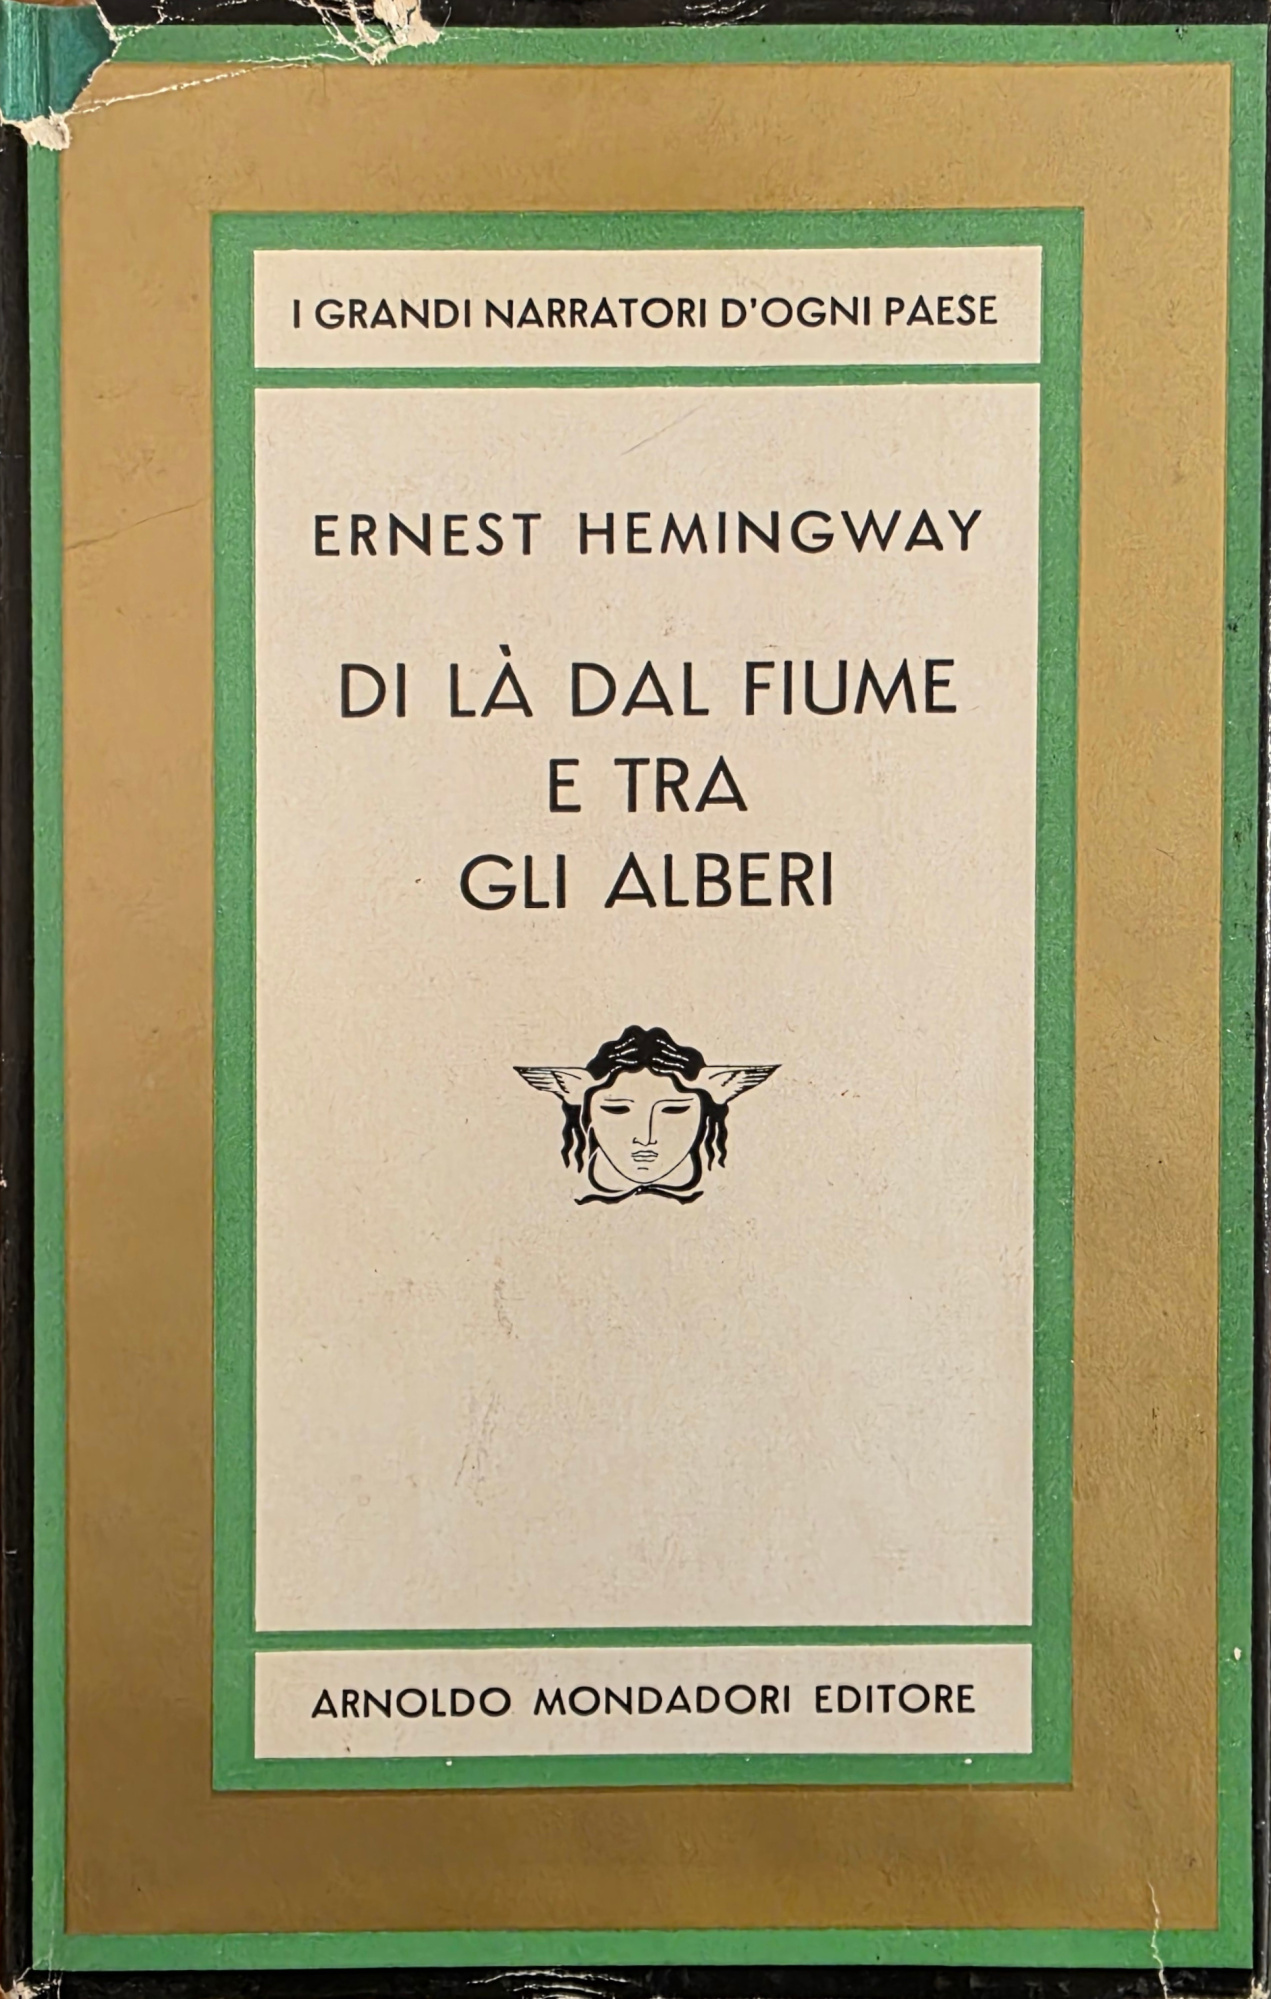 I GRANDI NARRATORI D'OGNI PAESE
ERNEST HEMINGWAY
DI LÀ DAL FIUME
E TRA
GLI ALBERI
ARNOLDO MONDADORI EDITORE